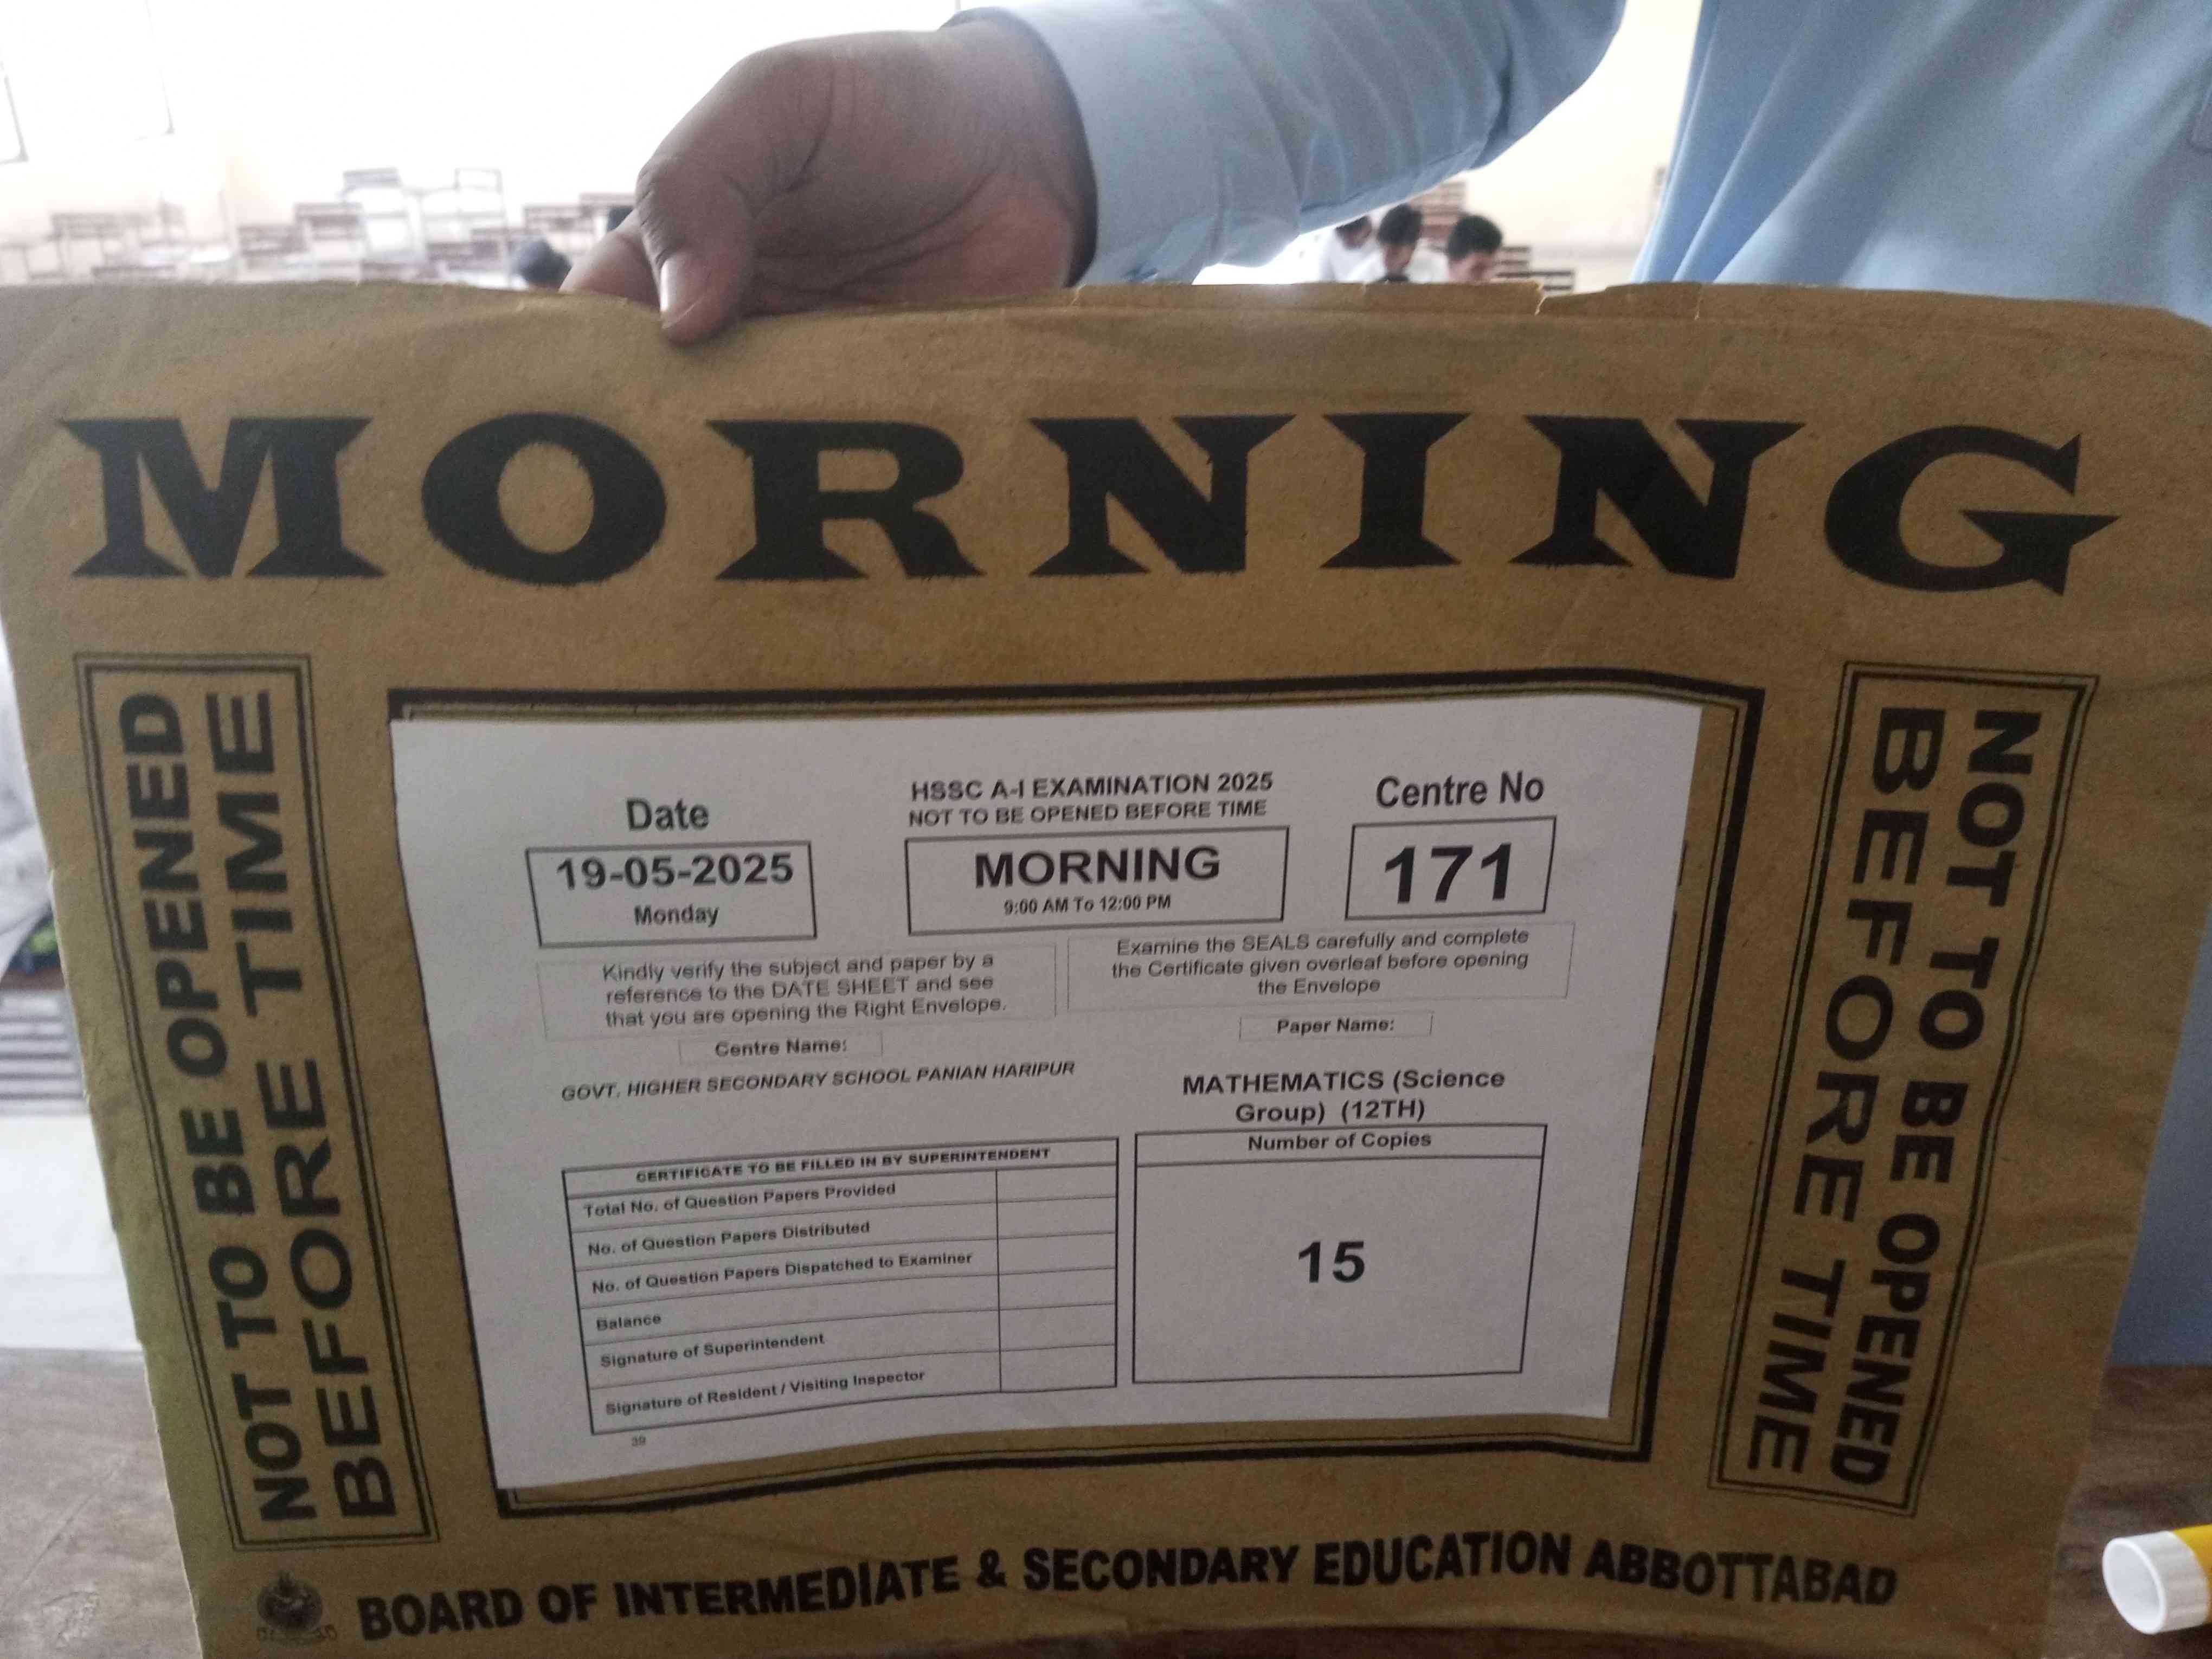 MORNING
NOT TO BE OPENED
BEFORE TIME
Date
19-05-2025
Monday
HSSC A-I EXAMINATION 2025
NOT TO BE OPENED BEFORE TIME
MORNING
9:00 AM To 12:00 PM
Centre No
171
Kindly verify the subject and paper by a
reference to the DATE SHEET and see
that you are opening the Right Envelope.
Examine the SEALS carefully and complete
the Certificate given overleaf before opening
the Envelope
Centre Name:
GOVT. HIGHER SECONDARY SCHOOL PANIAN HARIPUR
Paper Name:
MATHEMATICS (Science
Group) (12TH)
CERTIFICATE TO BE FILLED IN BY SUPERINTENDENT
Total No. of Question Papers Provided
No. of Question Papers Distributed
No. of Question Papers Dispatched to Examiner
Balance
Signature of Superintendent
Signature of Resident / Visiting Inspector
39
Number of Copies
15
NOT TO BE OPENED
BEFORE TIME
BOARD OF INTERMEDIATE & SECONDARY EDUCATION ABBOTTABAD